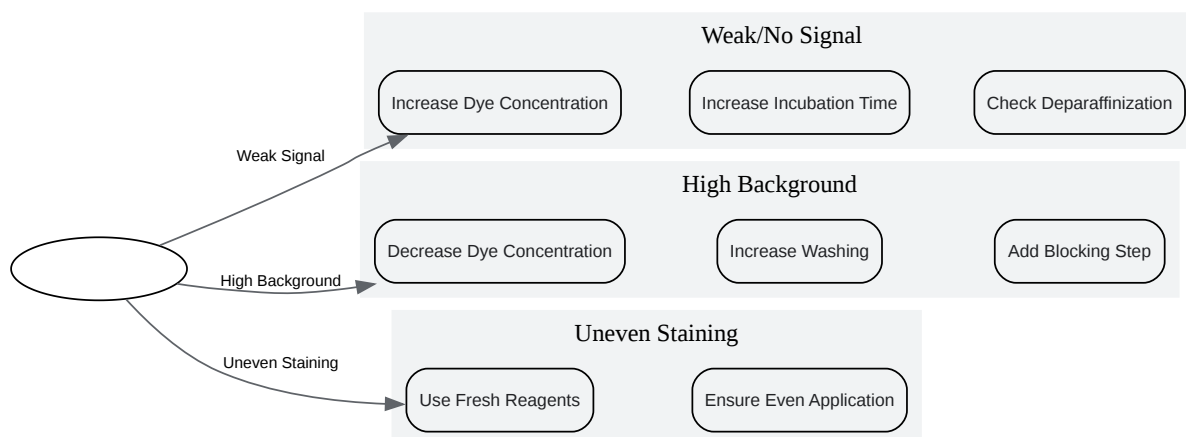 Weak/No Signal
Increase Dye Concentration
Increase Incubation Time
Check Deparaffinization
Weak Signal
High Background
Decrease Dye Concentration
Increase Washing
Add Blocking Step
High Background
Uneven Staining
Uneven Staining
Use Fresh Reagents
Ensure Even Application